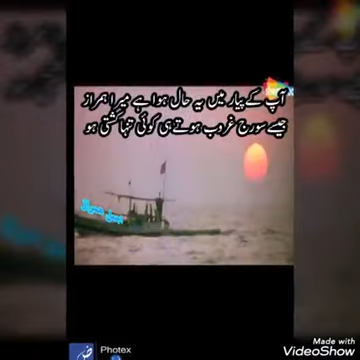 آپ کے پیار میں یہ حال ہوا ہے میرا ہمراز
جیسے سورج غروب ہوتے ہی کوئی تنہا کشتی ہو
Photex
Made with
VideoShow